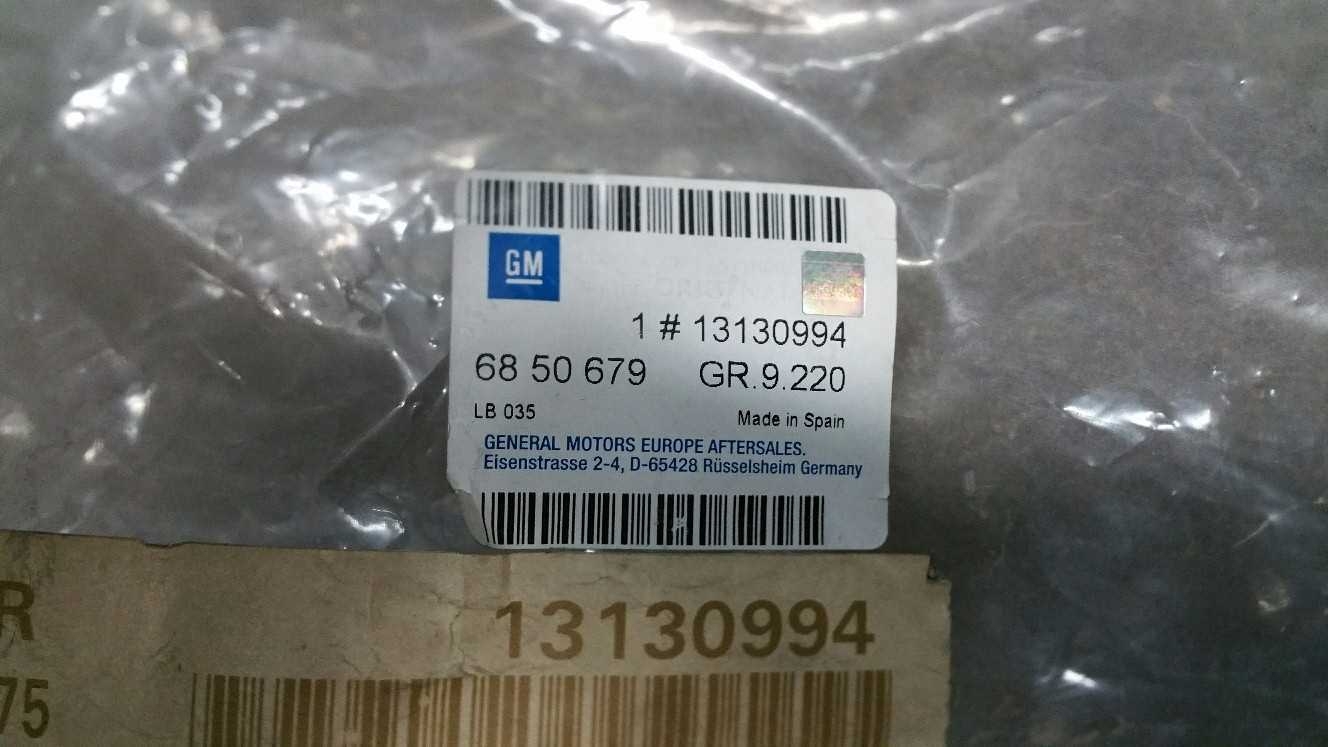 GM
1 # 13130994
68 50 679 GR.9.220
LB 035 Made in Spain
GENERAL MOTORS EUROPE AFTERSALES.
Eisenstrasse 2-4, D-65428 Rüsselsheim Germany
R 13130994
75